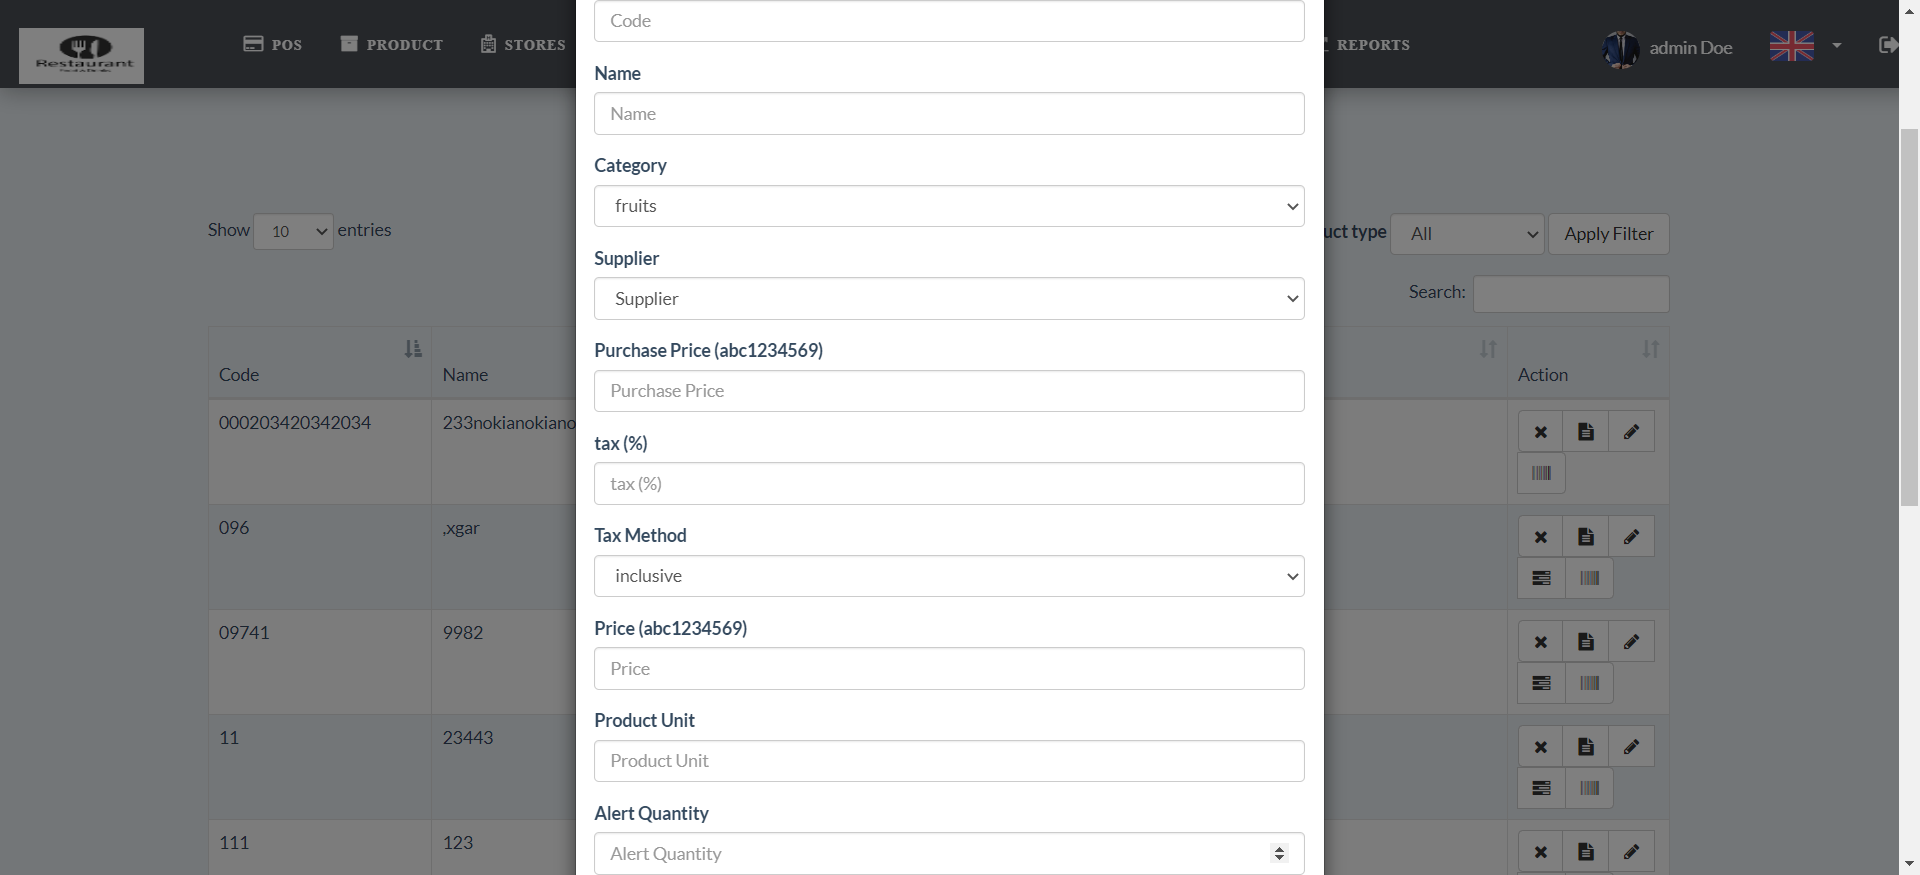 Restaurant
POS
PRODUCT
STORES
REPORTS
admin Doe
Code
Name
Name
Category
fruits
Supplier
Supplier
Purchase Price (abc1234569)
Purchase Price
tax (%)
tax (%)
Tax Method
inclusive
Price (abc1234569)
Price
Product Unit
Product Unit
Alert Quantity
Alert Quantity
Show 10 entries
uct type All Apply Filter
Search:
Code Name Action
000203420342034 233nokianokiano
096 ,xgar
09741 9982
11 23443
111 123